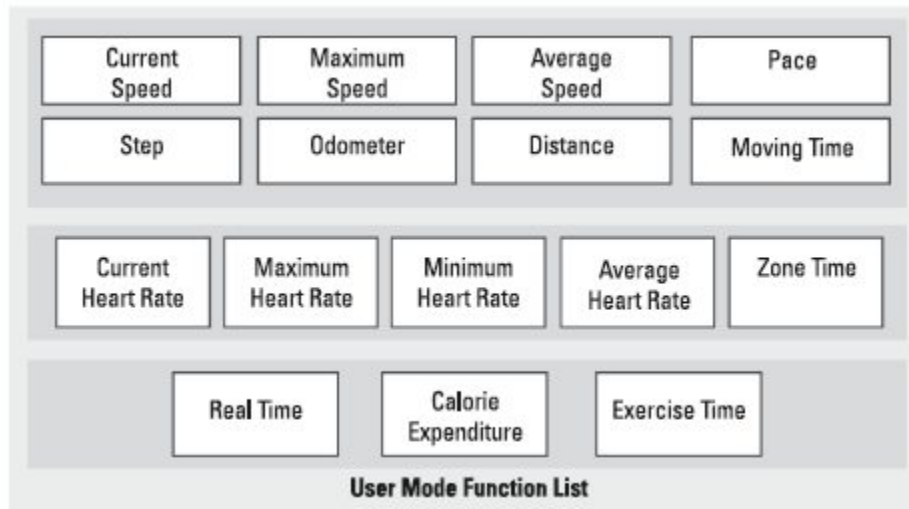 Current
Speed
Maximum
Speed
Average
Speed
Pace
Step
Odometer
Distance
Moving Time
Current
Heart Rate
Maximum
Heart Rate
Minimum
Heart Rate
Average
Heart Rate
Zone Time
Real Time
Calorie
Expenditure
Exercise Time
User Mode Function List